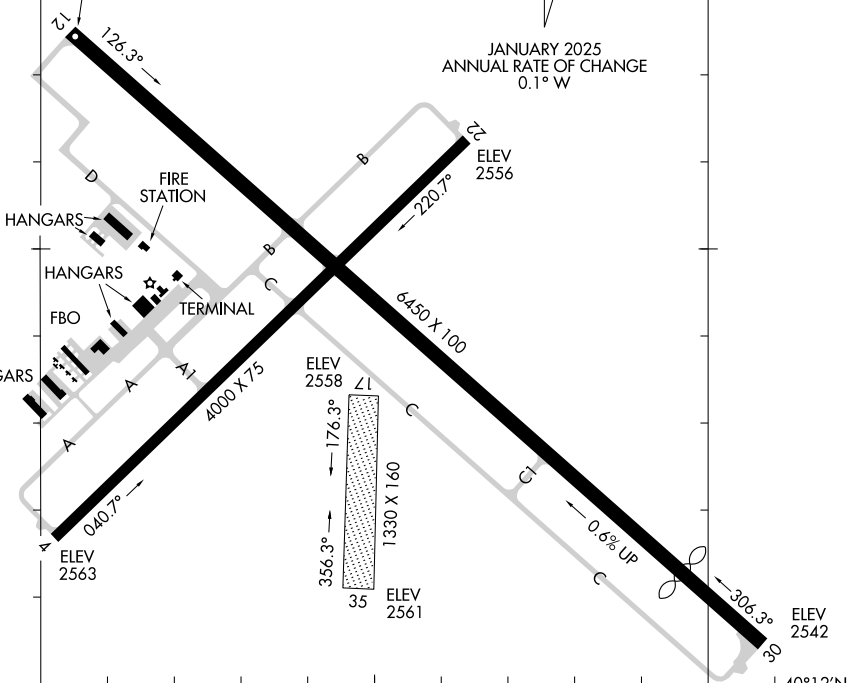 12
126.3°
JANUARY 2025
ANNUAL RATE OF CHANGE
0.1° W
B
22
ELEV
2556
220.7°
D
FIRE
STATION
HANGARS
B
HANGARS
C
TERMINAL
FBO
6450 X 100
A1
A
4000 X 75
ELEV
2558
17
176.3°
C
A
1330 X 160
C1
040.7°
4
ELEV
2563
356.3°
35
ELEV
2561
0.6% UP
C
306.3°
ELEV
2542
30